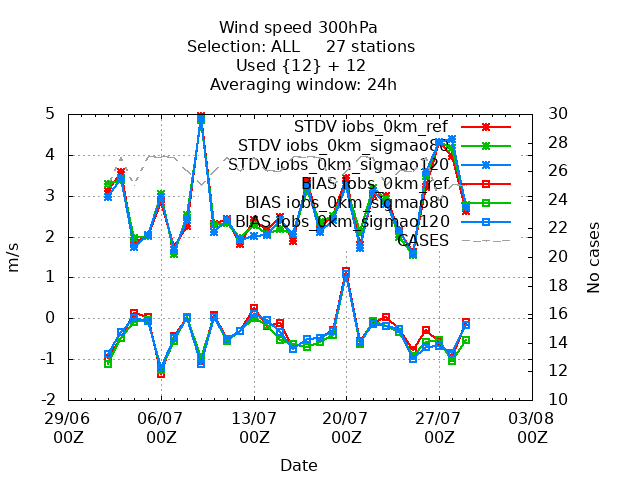 Wind speed 300hPa
Selection: ALL     27 stations
Used {12} + 12
Averaging window: 24h
5
4
3
2
1
0
-1
-2
m/s
30
28
26
24
22
20
18
16
14
12
10
No cases
STDV iobs_0km_ref
STDV iobs_0km_sigmao80
STDV iobs_0km_sigmao120
BIAS iobs_0km_ref
BIAS iobs_0km_sigmao80
BIAS iobs_0km_sigmao120
CASES
29/06 06/07 13/07 20/07 27/07 03/08
00Z 00Z 00Z 00Z 00Z 00Z
Date